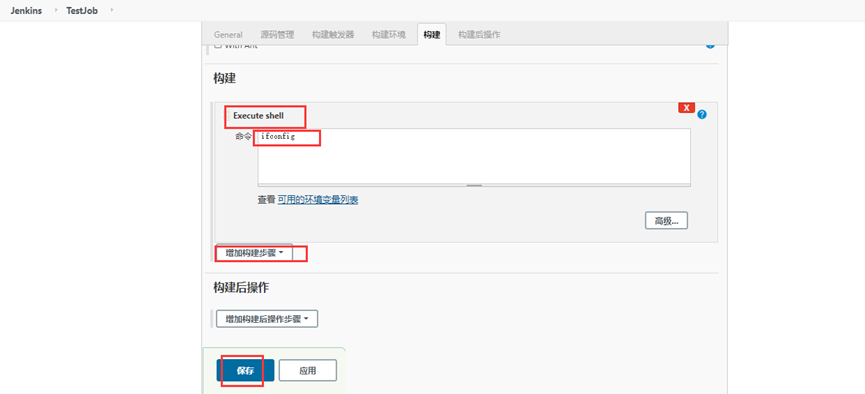 Jenkins TestJob
General 源码管理 构建触发器 构建环境 构建 构建后操作
With Ant
构建
Execute shell
X ?
命令 ifconfig
查看 可用的环境变量列表
高级...
增加构建步骤
构建后操作
增加构建后操作步骤
保存 应用